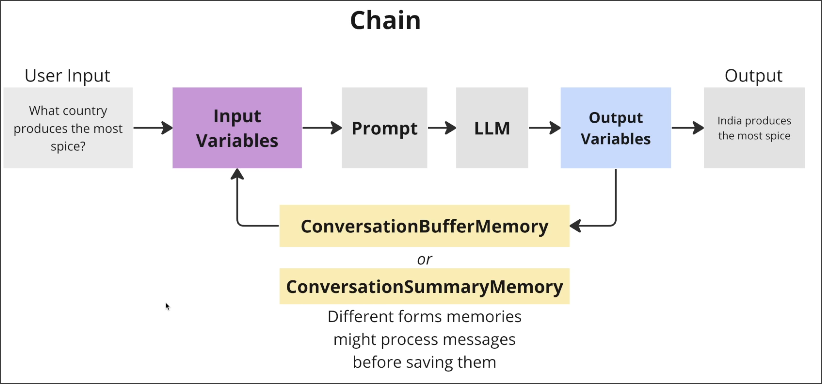 Chain
User Input
Output
What country
produces the most
spice?
Input
Variables
Prompt
LLM
Output
Variables
India produces
the most spice
ConversationBufferMemory
or
ConversationSummaryMemory
Different forms memories
might process messages
before saving them